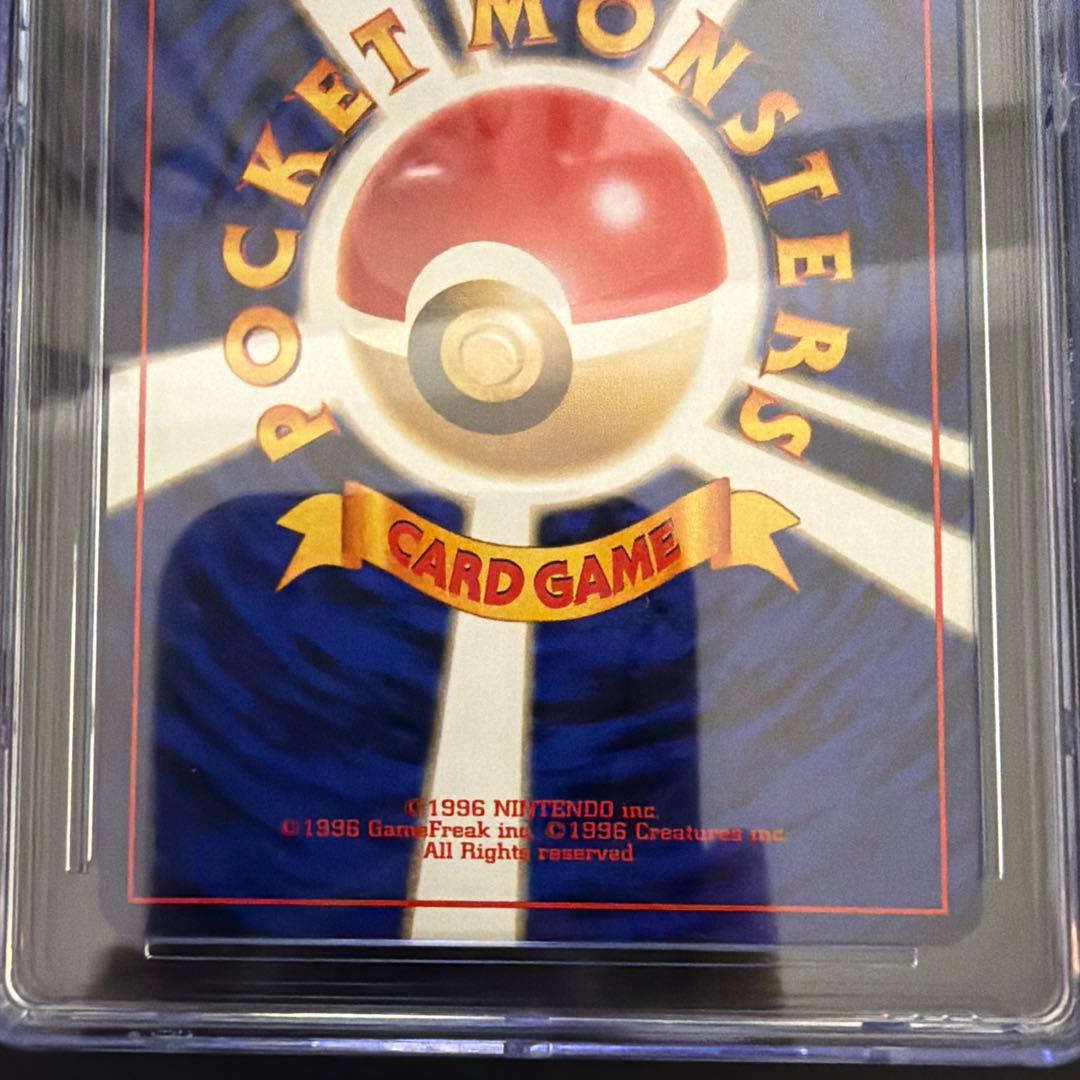 POCKET MONSTERS
CARD GAME
©1996 NINTENDO inc.
©1996 GameFreak inc. ©1996 Creatures inc.
All Rights reserved